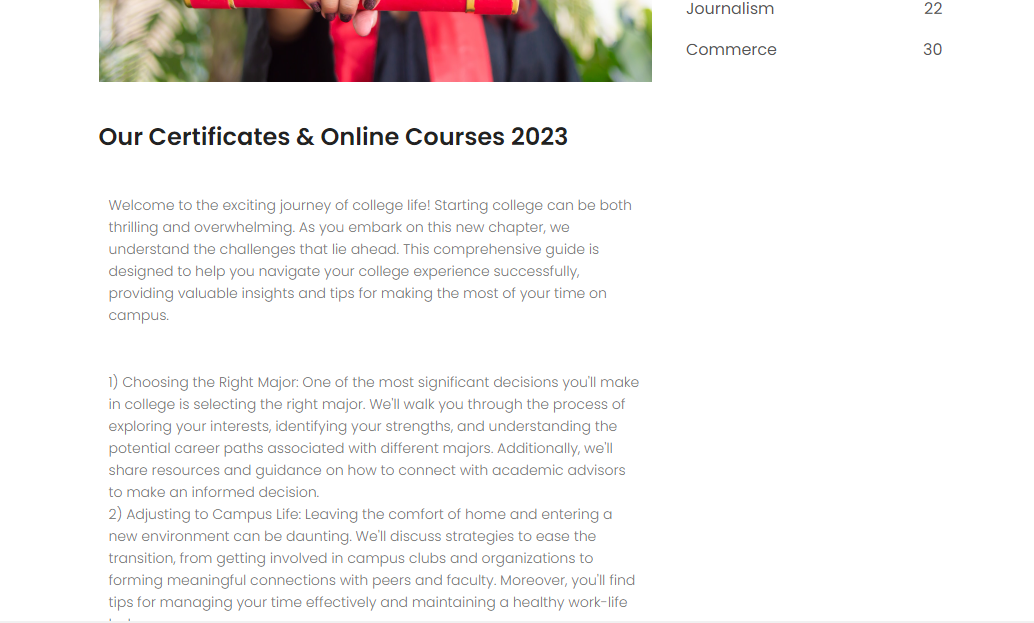 Journalism 22
Commerce 30
Our Certificates & Online Courses 2023
Welcome to the exciting journey of college life! Starting college can be both
thrilling and overwhelming. As you embark on this new chapter, we
understand the challenges that lie ahead. This comprehensive guide is
designed to help you navigate your college experience successfully,
providing valuable insights and tips for making the most of your time on
campus.
1) Choosing the Right Major: One of the most significant decisions you'll make
in college is selecting the right major. We'll walk you through the process of
exploring your interests, identifying your strengths, and understanding the
potential career paths associated with different majors. Additionally, we'll
share resources and guidance on how to connect with academic advisors
to make an informed decision.
2) Adjusting to Campus Life: Leaving the comfort of home and entering a
new environment can be daunting. We'll discuss strategies to ease the
transition, from getting involved in campus clubs and organizations to
forming meaningful connections with peers and faculty. Moreover, you'll find
tips for managing your time effectively and maintaining a healthy work-life